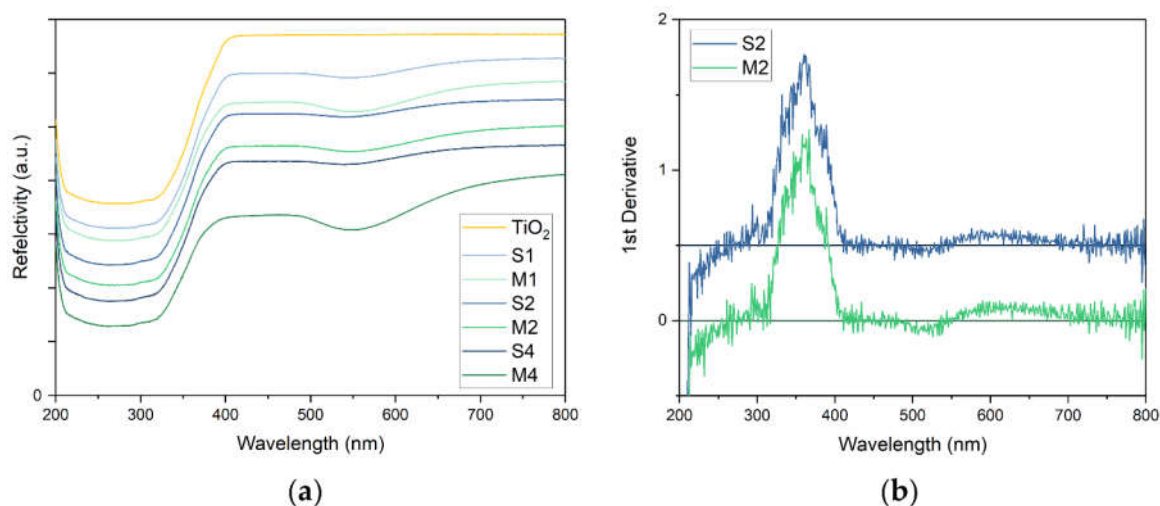 Refelctivity (a.u.)
0
200 300 400 500 600 700 800
Wavelength (nm)
TiO₂
S1
M1
S2
M2
S4
M4
(a)
1st Derivative
2
1
0
200 300 400 500 600 700 800
Wavelength (nm)
S2
M2
(b)